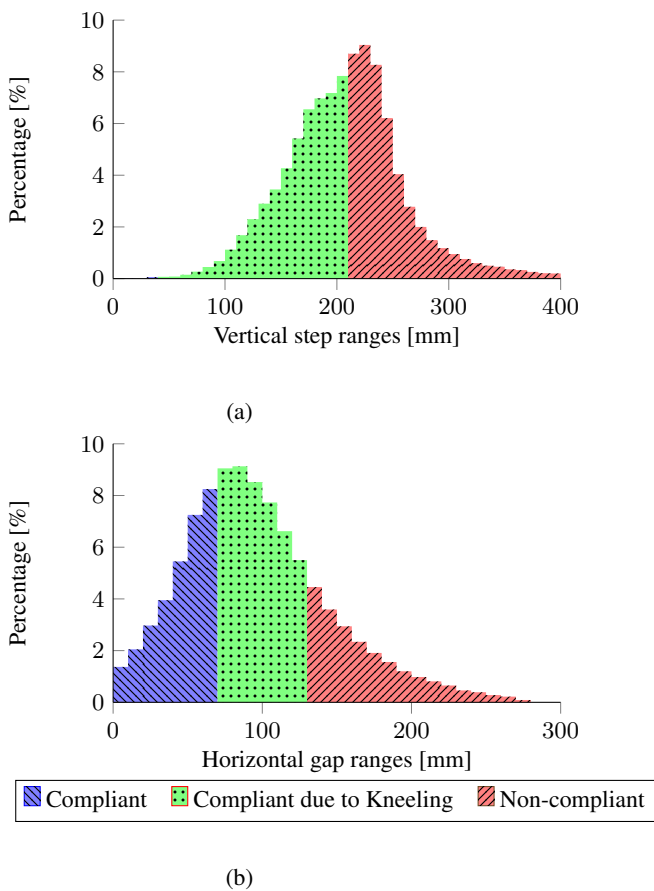 10
8
6
4
2
0
Percentage [%]
0 100 200 300 400
Vertical step ranges [mm]
(a)
10
8
6
4
2
0
Percentage [%]
0 100 200 300
Horizontal gap ranges [mm]
Compliant Compliant due to Kneeling Non-compliant
(b)